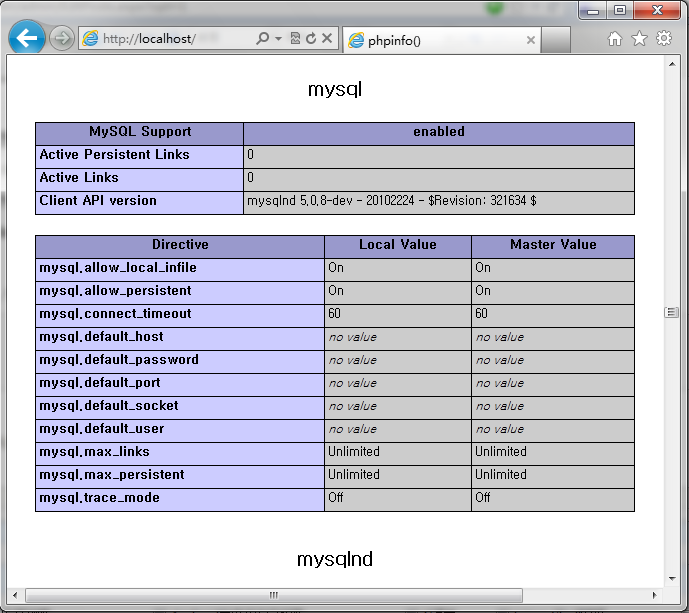 http://localhost/
phpinfo()
mysql
MySQL Support enabled
Active Persistent Links 0
Active Links 0
Client API version mysqlnd 5.0.8-dev - 20102224 - $Revision: 321634 $
Directive Local Value Master Value
mysql.allow_local_infile On On
mysql.allow_persistent On On
mysql.connect_timeout 60 60
mysql.default_host no value no value
mysql.default_password no value no value
mysql.default_port no value no value
mysql.default_socket no value no value
mysql.default_user no value no value
mysql.max_links Unlimited Unlimited
mysql.max_persistent Unlimited Unlimited
mysql.trace_mode Off Off
mysqlnd